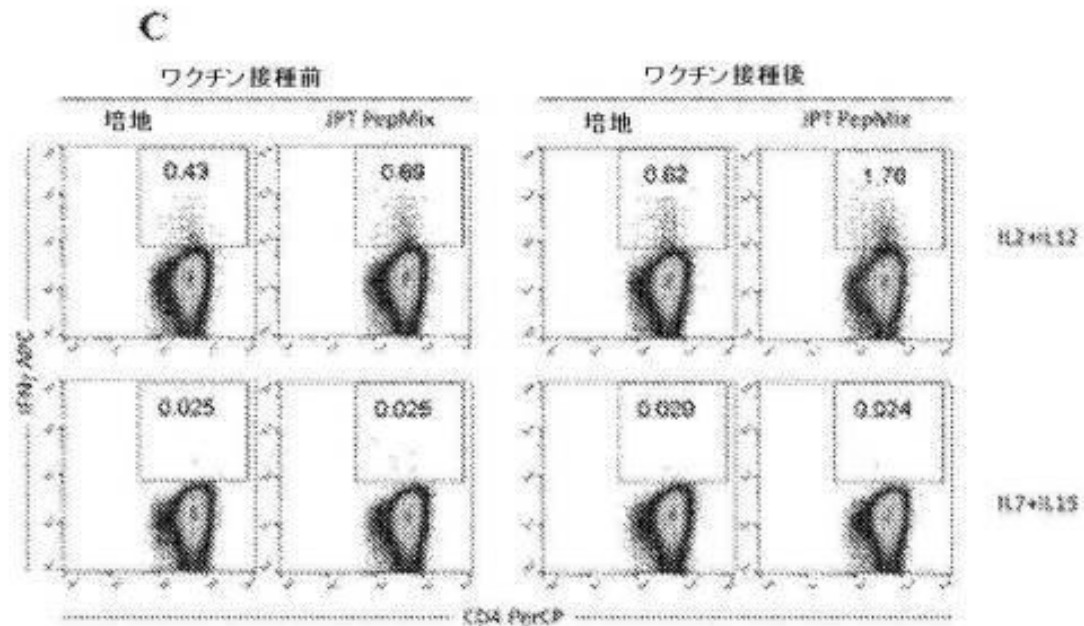 C
ワクチン接種前 ワクチン接種後
培地 JPT PepMix 培地 JPT PepMix
0.43 0.69 0.62 1.76
IL2+IL12
IFNγ APC
0.025 0.026 0.020 0.024
IL7+IL15
CD4 PerCP